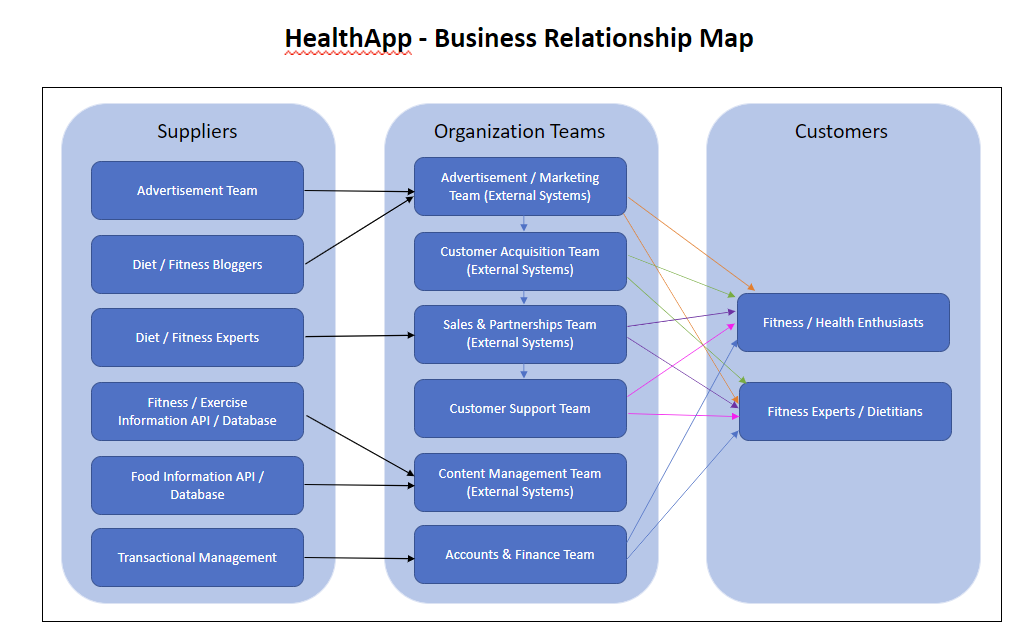 HealthApp - Business Relationship Map
Suppliers
Advertisement Team
Diet / Fitness Bloggers
Diet / Fitness Experts
Fitness / Exercise
Information API / Database
Food Information API /
Database
Transactional Management
Organization Teams
Advertisement / Marketing
Team (External Systems)
Customer Acquisition Team
(External Systems)
Sales & Partnerships Team
(External Systems)
Customer Support Team
Content Management Team
(External Systems)
Accounts & Finance Team
Customers
Fitness / Health Enthusiasts
Fitness Experts / Dietitians